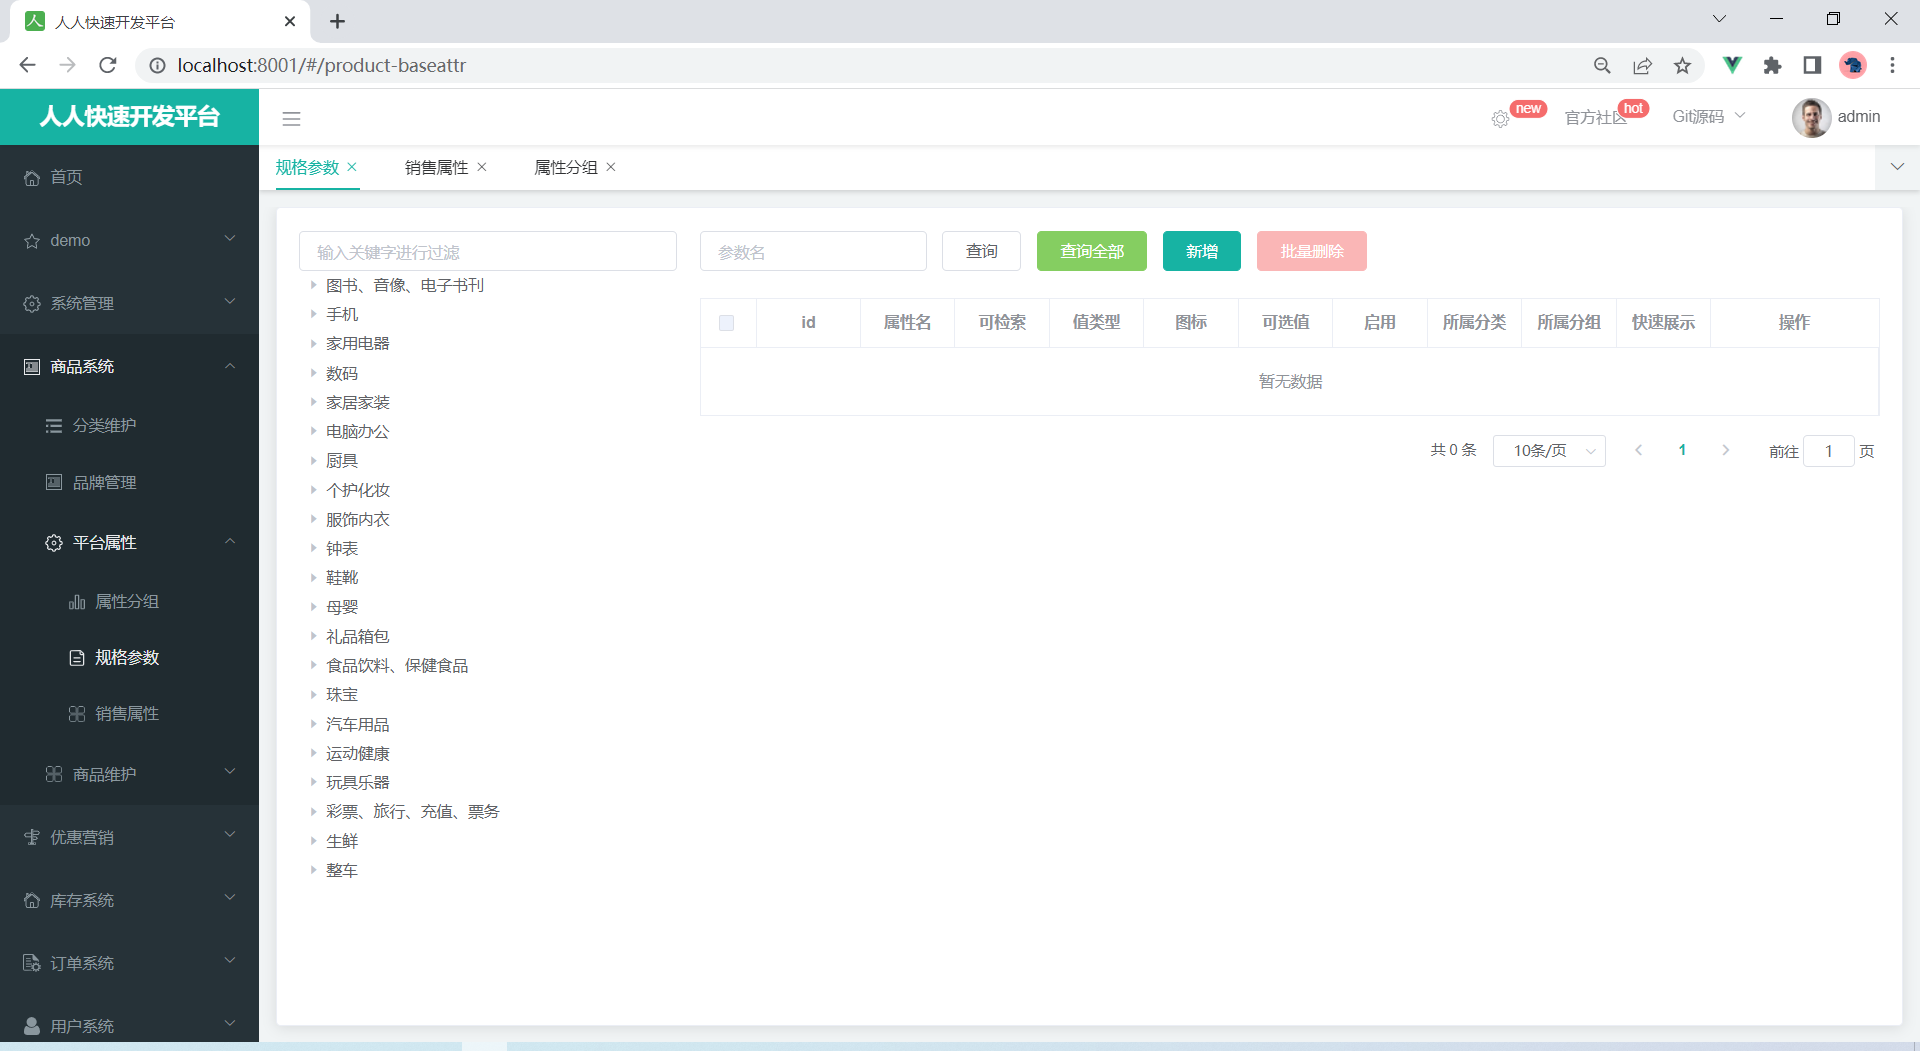 人人快速开发平台
localhost:8001/#/product-baseattr
人人快速开发平台
new
官方社区
hot
Git源码
admin
首页
demo
系统管理
商品系统
分类维护
品牌管理
平台属性
属性分组
规格参数
销售属性
商品维护
优惠营销
库存系统
订单系统
用户系统
规格参数 销售属性 属性分组
输入关键字进行过滤
图书、音像、电子书刊
手机
家用电器
数码
家居家装
电脑办公
厨具
个护化妆
服饰内衣
钟表
鞋靴
母婴
礼品箱包
食品饮料、保健食品
珠宝
汽车用品
运动健康
玩具乐器
彩票、旅行、充值、票务
生鲜
整车
参数名 查询 查询全部 新增 批量删除
id 属性名 可检索 值类型 图标 可选值 启用 所属分类 所属分组 快速展示 操作
暂无数据
共 0 条 10条/页 1 前往 1 页